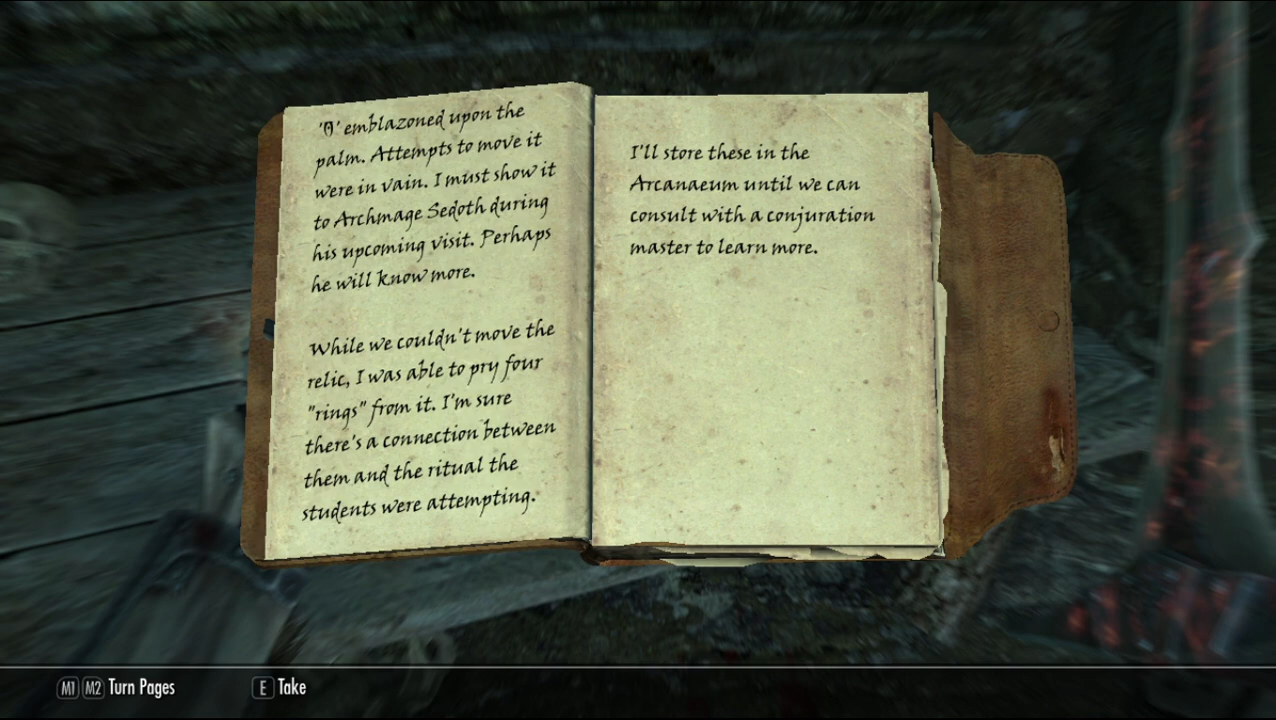 'O' emblazoned upon the
palm. Attempts to move it
were in vain. I must show it
to Archmage Sedoth during
his upcoming visit. Perhaps
he will know more.
While we couldn't move the
relic, I was able to pry four
"rings" from it. I'm sure
there's a connection between
them and the ritual the
students were attempting.
I'll store these in the
Arcanaeum until we can
consult with a conjuration
master to learn more.
M1 M2 Turn Pages
E Take